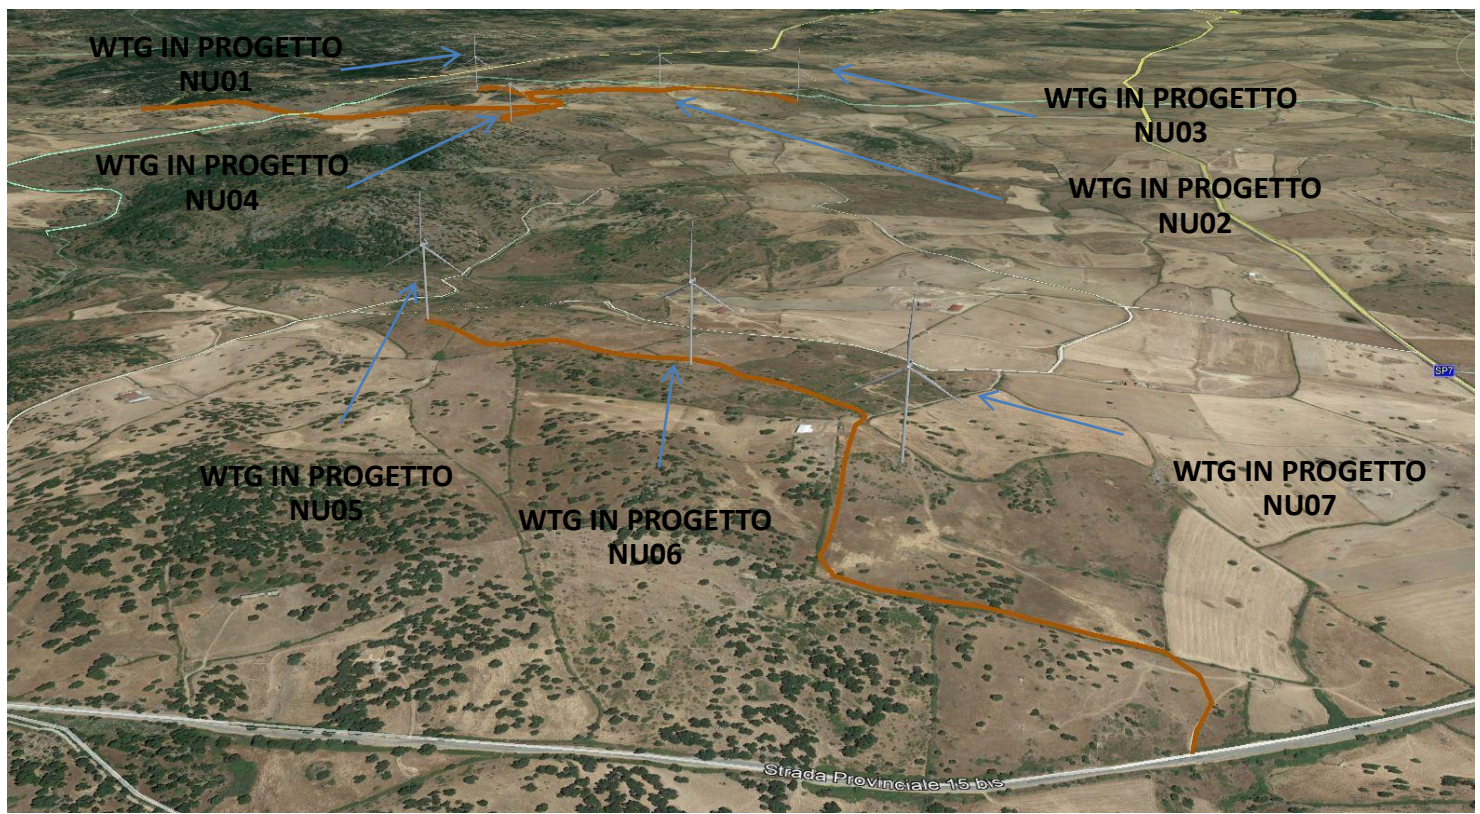 WTG IN PROGETTO
NU01
WTG IN PROGETTO
NU03
WTG IN PROGETTO
NU04
WTG IN PROGETTO
NU02
SP7
WTG IN PROGETTO
NU05
WTG IN PROGETTO
NU06
WTG IN PROGETTO
NU07
Strada Provinciale 15 bis